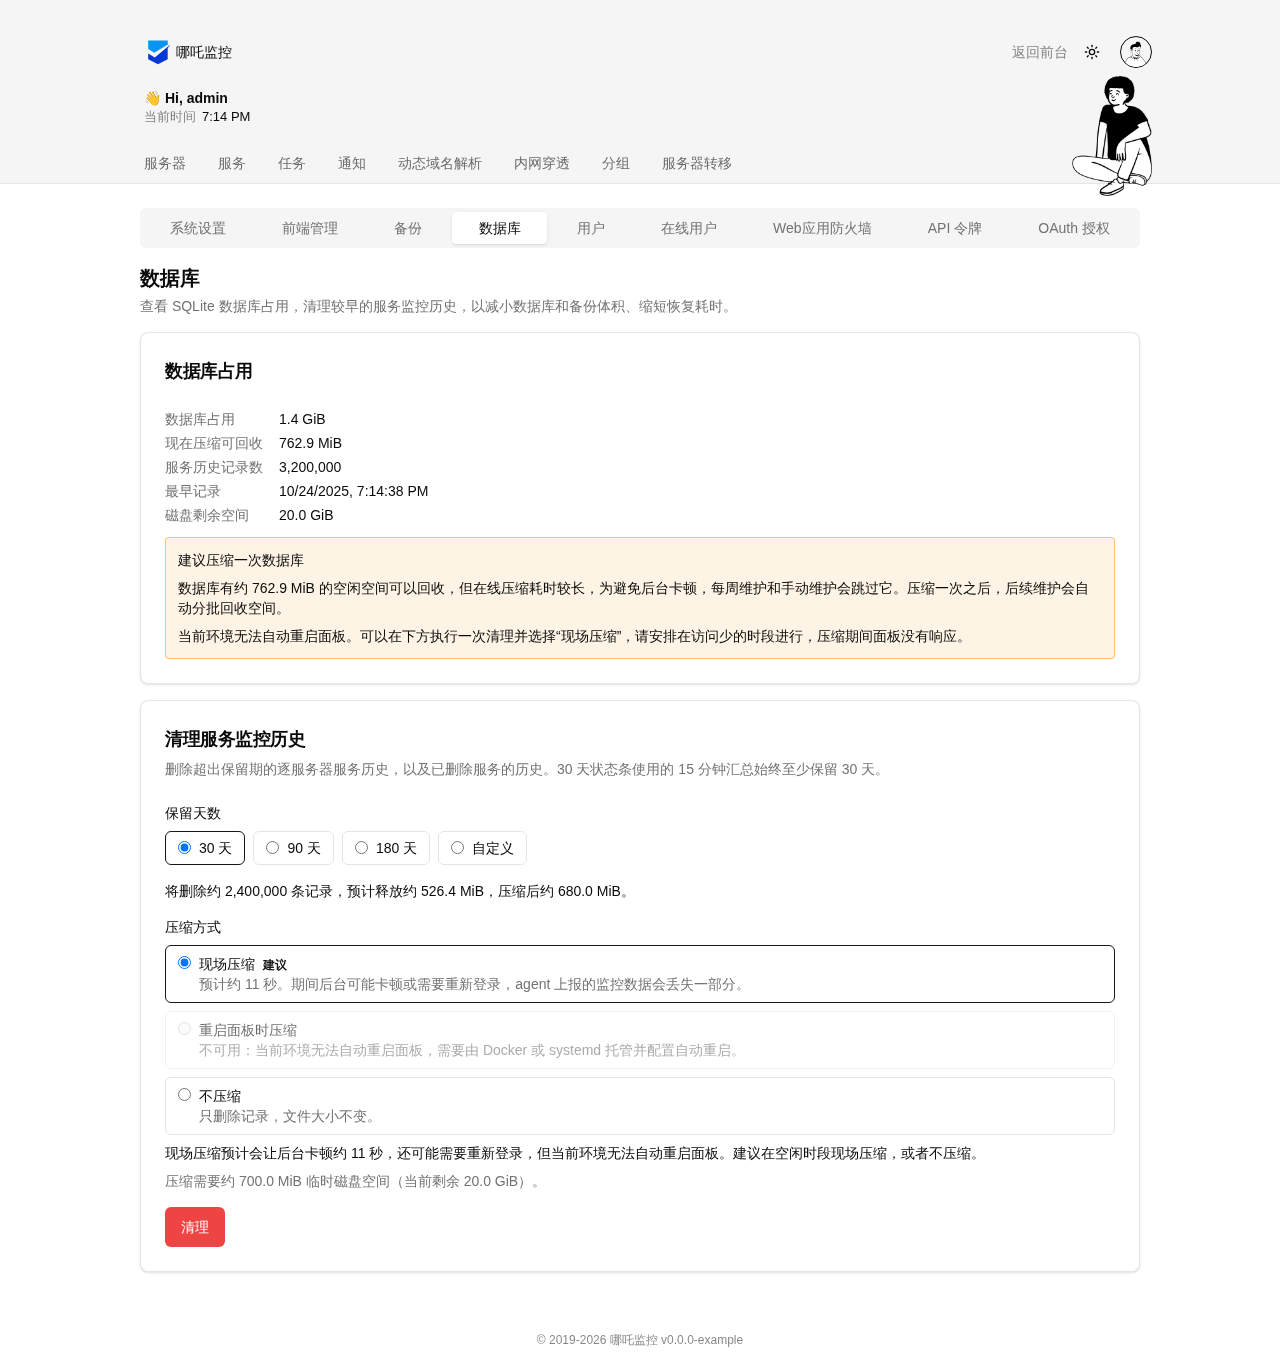 哪吒监控
返回前台
👋 Hi, admin
当前时间 7:14 PM
服务器 服务 任务 通知 动态域名解析 内网穿透 分组 服务器转移
系统设置 前端管理 备份 数据库 用户 在线用户 Web应用防火墙 API 令牌 OAuth 授权
数据库
查看 SQLite 数据库占用，清理较早的服务监控历史，以减小数据库和备份体积、缩短恢复耗时。
数据库占用
数据库占用 1.4 GiB
现在压缩可回收 762.9 MiB
服务历史记录数 3,200,000
最早记录 10/24/2025, 7:14:38 PM
磁盘剩余空间 20.0 GiB
建议压缩一次数据库
数据库有约 762.9 MiB 的空闲空间可以回收，但在线压缩耗时较长，为避免后台卡顿，每周维护和手动维护会跳过它。压缩一次之后，后续维护会自
动分批回收空间。
当前环境无法自动重启面板。可以在下方执行一次清理并选择“现场压缩”，请安排在访问少的时段进行，压缩期间面板没有响应。
清理服务监控历史
删除超出保留期的逐服务器服务历史，以及已删除服务的历史。30 天状态条使用的 15 分钟汇总始终至少保留 30 天。
保留天数
30 天 90 天 180 天 自定义
将删除约 2,400,000 条记录，预计释放约 526.4 MiB，压缩后约 680.0 MiB。
压缩方式
现场压缩 建议
预计约 11 秒。期间后台可能卡顿或需要重新登录，agent 上报的监控数据会丢失一部分。
重启面板时压缩
不可用：当前环境无法自动重启面板，需要由 Docker 或 systemd 托管并配置自动重启。
不压缩
只删除记录，文件大小不变。
现场压缩预计会让后台卡顿约 11 秒，还可能需要重新登录，但当前环境无法自动重启面板。建议在空闲时段现场压缩，或者不压缩。
压缩需要约 700.0 MiB 临时磁盘空间（当前剩余 20.0 GiB）。
清理
© 2019-2026 哪吒监控 v0.0.0-example